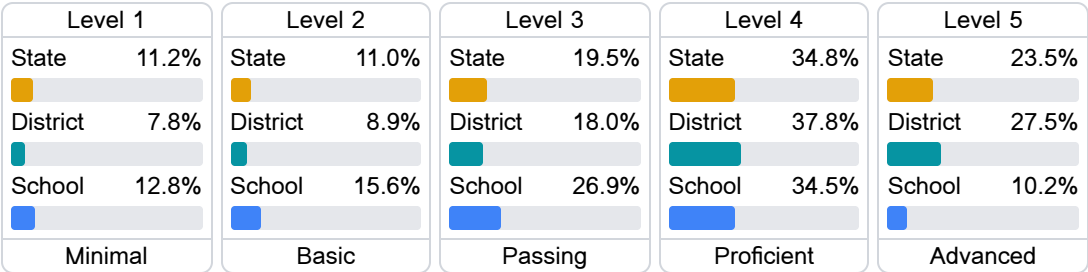 Level 1
State 11.2%
District 7.8%
School 12.8%
Minimal
Level 2
State 11.0%
District 8.9%
School 15.6%
Basic
Level 3
State 19.5%
District 18.0%
School 26.9%
Passing
Level 4
State 34.8%
District 37.8%
School 34.5%
Proficient
Level 5
State 23.5%
District 27.5%
School 10.2%
Advanced